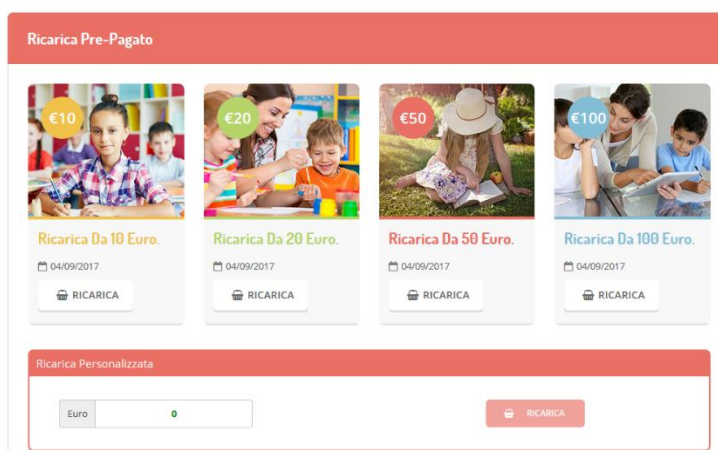 Ricarica Pre-Pagato
€10
€20
€50
€100
Ricarica Da 10 Euro.
Ricarica Da 20 Euro.
Ricarica Da 50 Euro.
Ricarica Da 100 Euro.
04/09/2017
04/09/2017
04/09/2017
04/09/2017
RICARICA
RICARICA
RICARICA
RICARICA
Ricarica Personalizzata
Euro 0
RICARICA